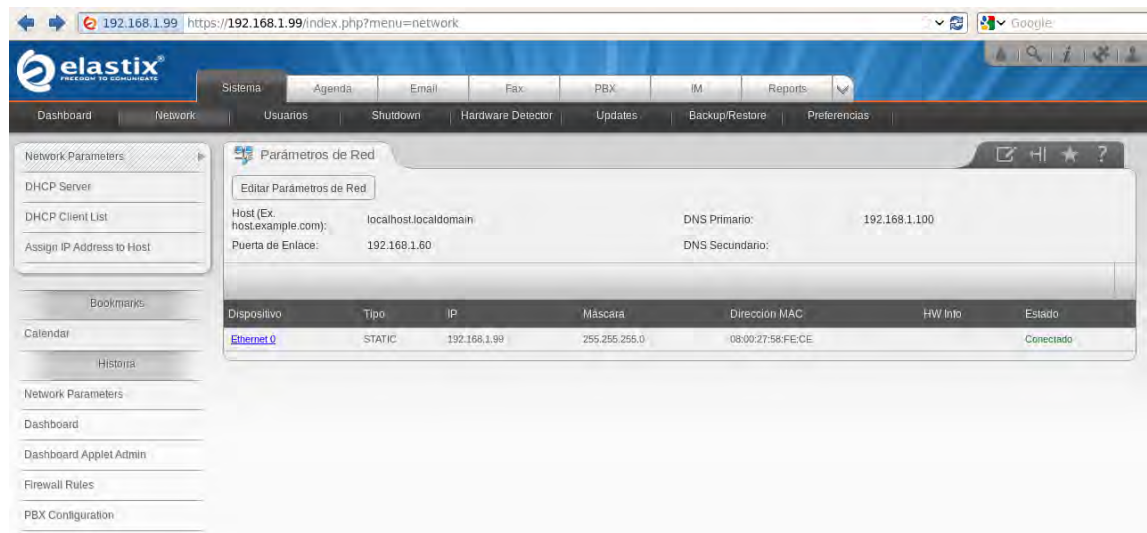 192.168.1.99 https://192.168.1.99/index.php?menu=network
Google
elastix®
FREEDOM TO COMMUNICATE
Sistema Agenda Email Fax PBX IM Reports
Dashboard Network Usuarios Shutdown Hardware Detector Updates Backup/Restore Preferencias
Network Parameters
DHCP Server
DHCP Client List
Assign IP Address to Host
Bookmarks
Calendar
Historia
Network Parameters
Dashboard
Dashboard Applet Admin
Firewall Rules
PBX Configuration
Parámetros de Red
Editar Parámetros de Red
Host (Ex. host.example.com): localhost.localdomain DNS Primario: 192.168.1.100
Puerta de Enlace: 192.168.1.60 DNS Secundario:
Dispositivo Tipo IP Máscara Dirección MAC HW Info Estado
Ethernet 0 STATIC 192.168.1.99 255.255.255.0 08:00:27:58:FE:CE Conectado